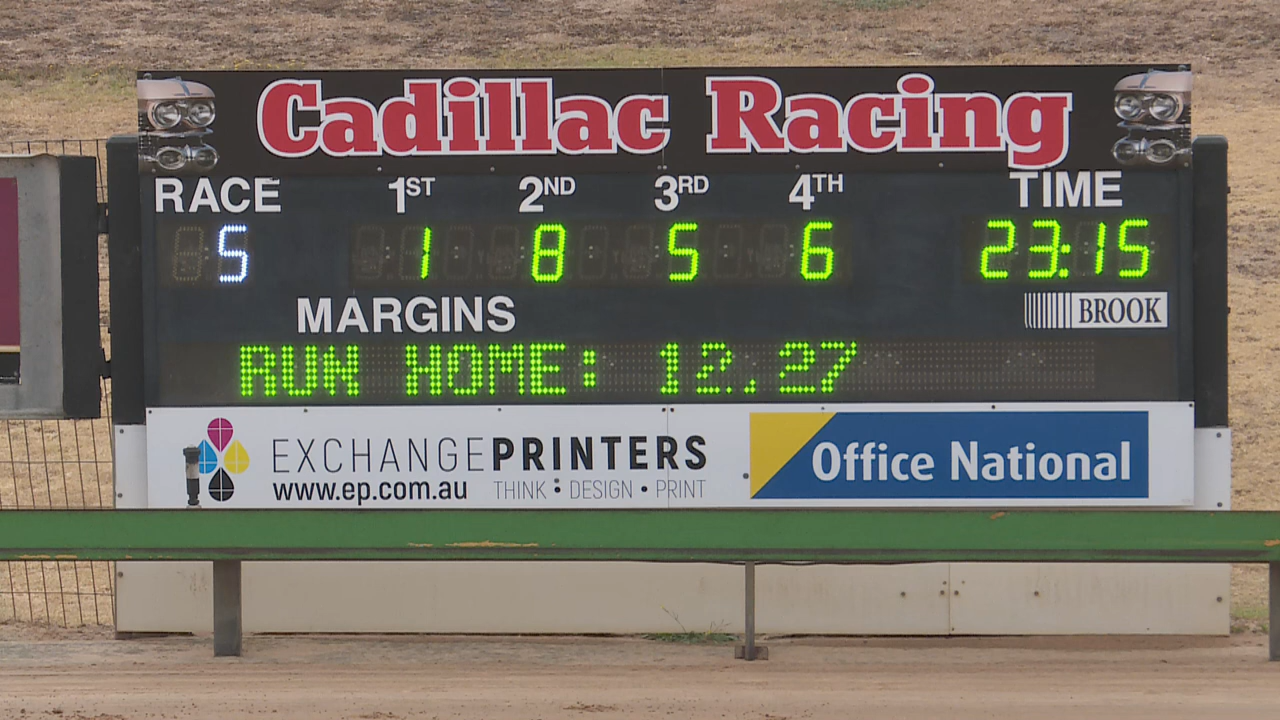 Cadillac Racing
RACE 1ST 2ND 3RD 4TH TIME
5 1 8 5 6 23:15
MARGINS
BROOK
RUN HOME: 12.27
EXCHANGEPRINTERS
www.ep.com.au THINK • DESIGN • PRINT
Office National